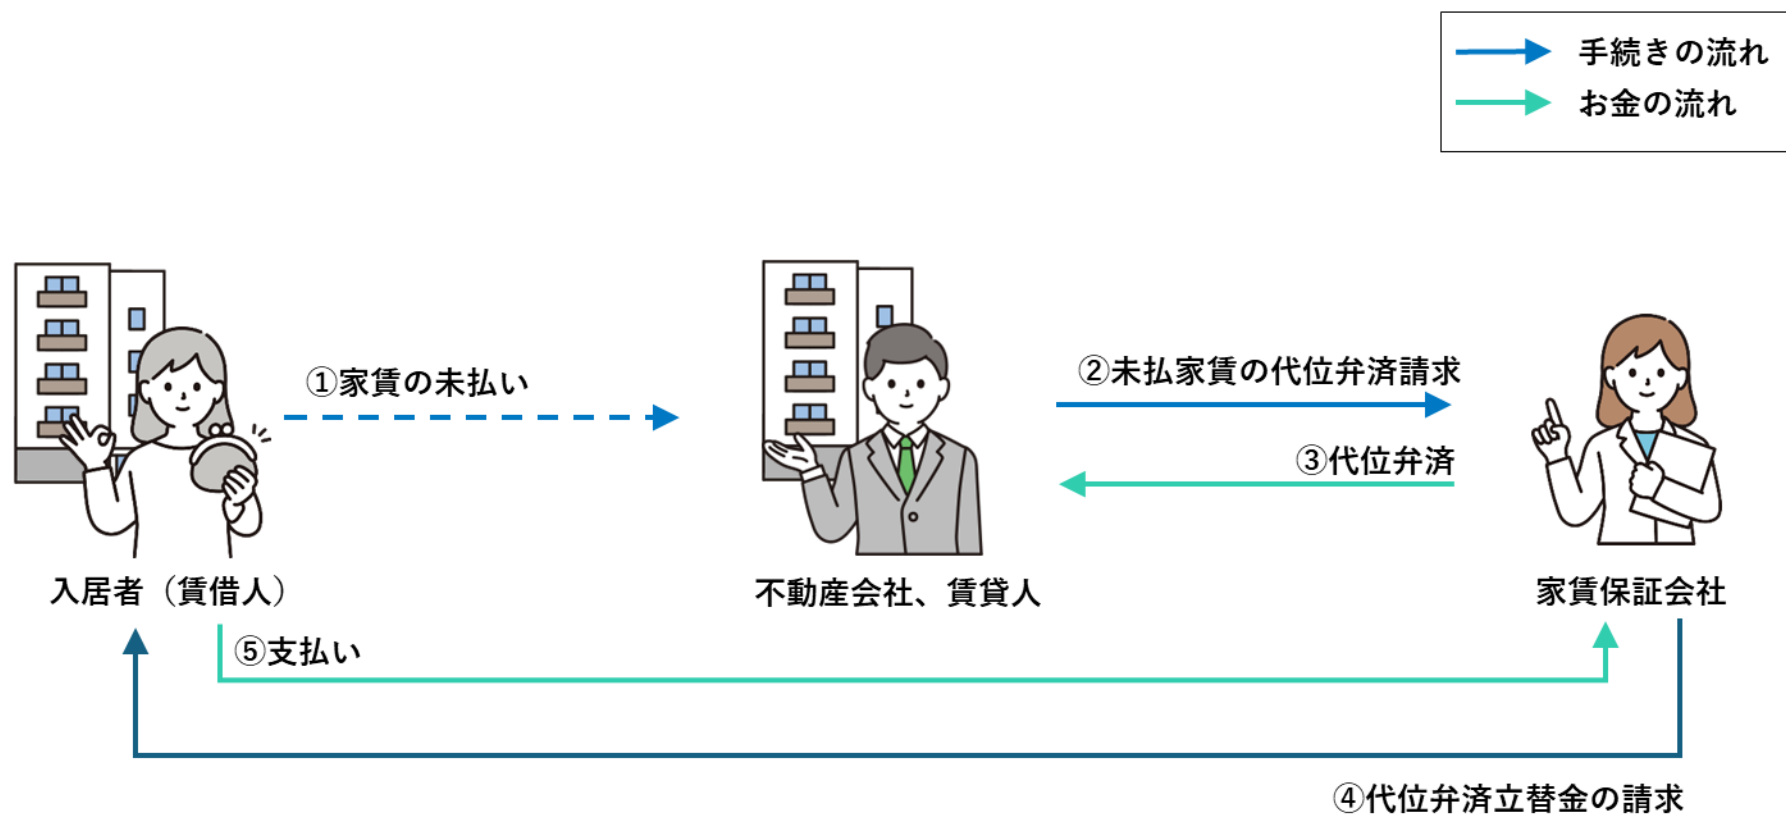 手続きの流れ
お金の流れ
①家賃の未払い
②未払家賃の代位弁済請求
③代位弁済
入居者（賃借人）
不動産会社、賃貸人
家賃保証会社
⑤支払い
④代位弁済立替金の請求